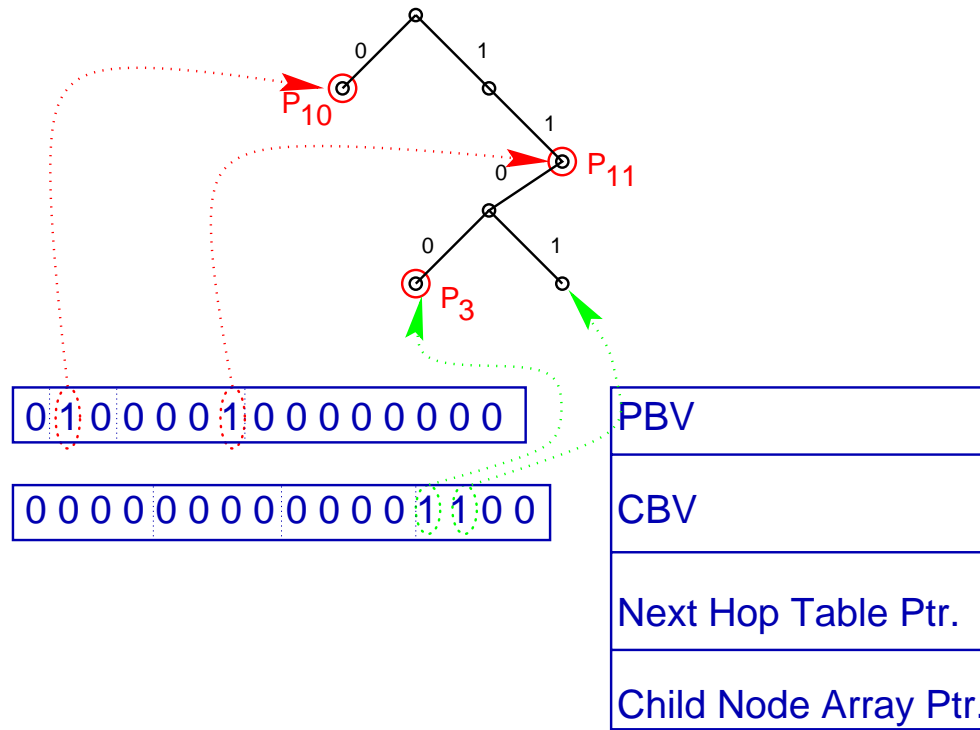 0
1
P10
1
0
P11
0
1
P3
0 1 0 0 0 0 1 0 0 0 0 0 0 0 0
PBV
0 0 0 0 0 0 0 0 0 0 0 0 1 1 0 0
CBV
Next Hop Table Ptr.
Child Node Array Ptr.